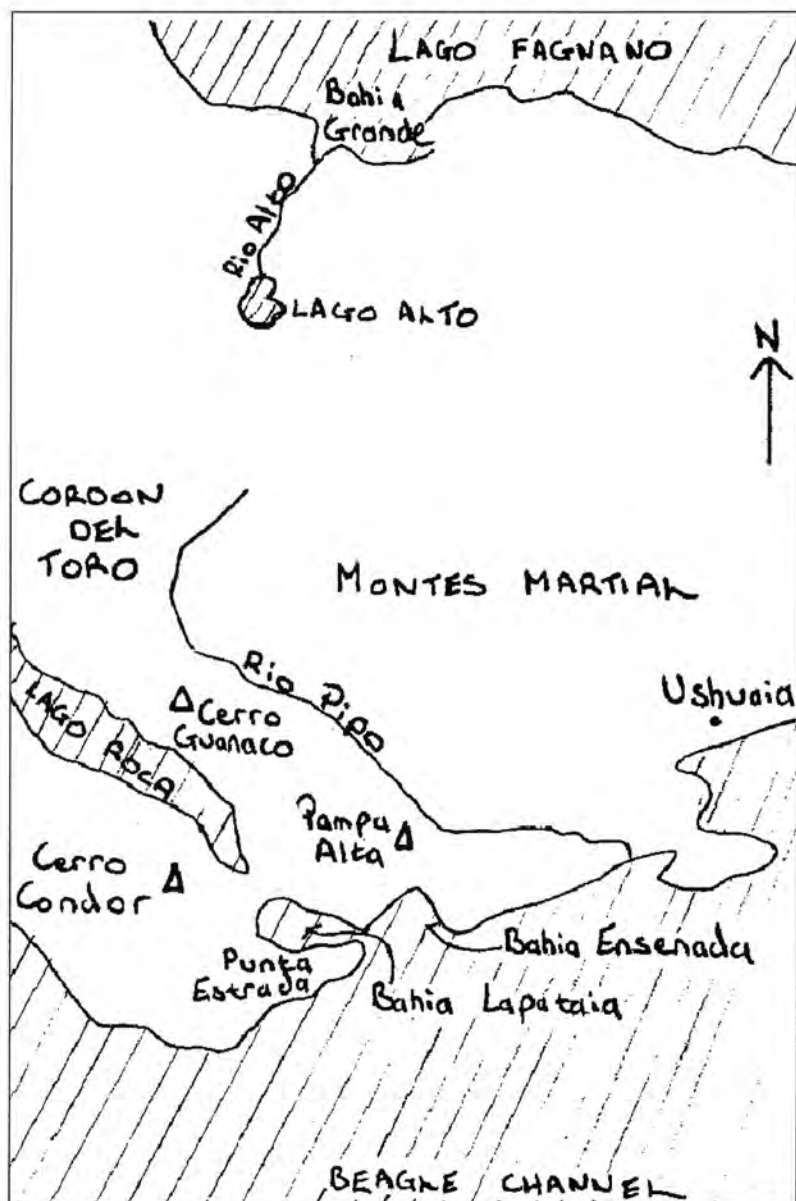 LAGO FAGNANO
Bahia
Grande
Rio Alto
LAGO ALTO
N
CORDON
DEL
TORO
MONTES MARTIAL
Rio Pipo
Ushuaia
LAGO ROCA
Cerro
Guanaco
Pampa
Alta
Cerro
Condor
Punta
Estrada
Bahia Ensenada
Bahia Lapataia
BEAGLE CHANNEL